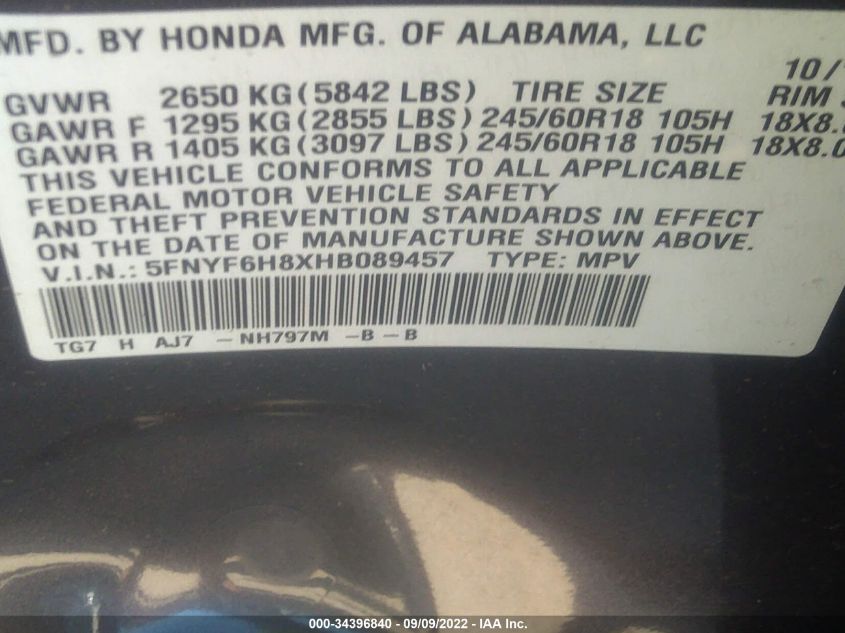 MFD. BY HONDA MFG. OF ALABAMA, LLC
10/
GVWR 2650 KG (5842 LBS) TIRE SIZE RIM
GAWR F 1295 KG (2855 LBS) 245/60R18 105H 18X8.
GAWR R 1405 KG (3097 LBS) 245/60R18 105H 18X8.0
THIS VEHICLE CONFORMS TO ALL APPLICABLE
FEDERAL MOTOR VEHICLE SAFETY
AND THEFT PREVENTION STANDARDS IN EFFECT
ON THE DATE OF MANUFACTURE SHOWN ABOVE.
V.I.N.: 5FNYF6H8XHB089457 TYPE: MPV
TG7 H AJ7 - NH797M - B - B
000-34396840 - 09/09/2022 - IAA Inc.